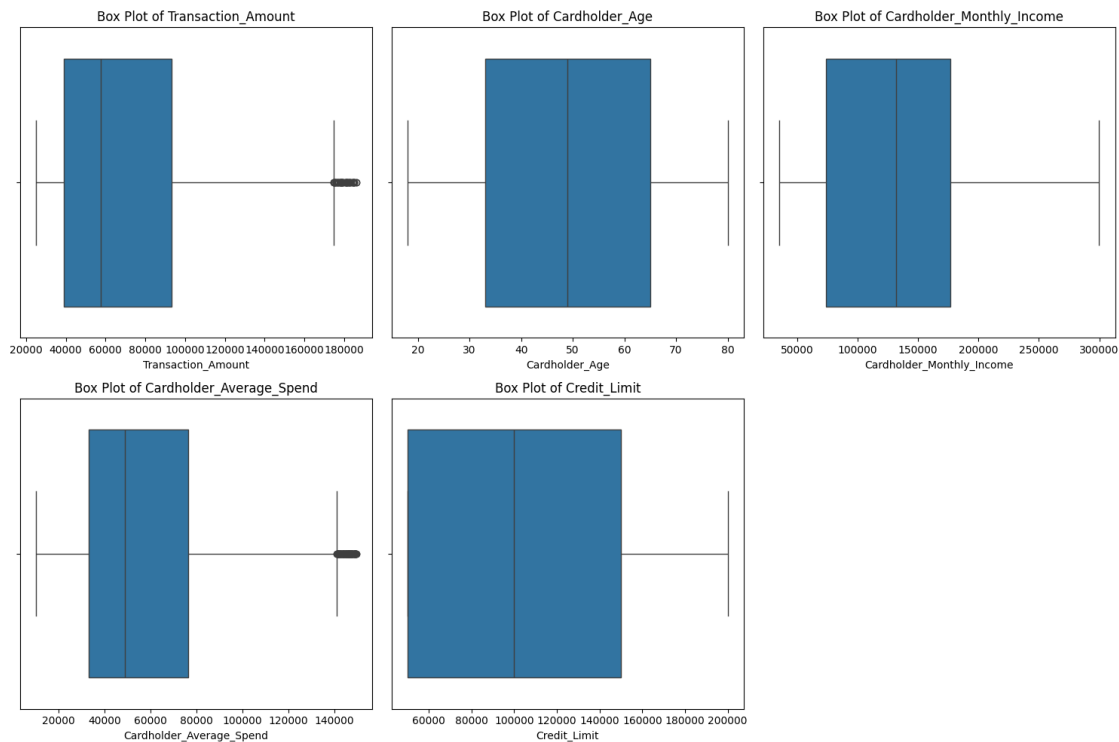 Box Plot of Transaction_Amount
20000 40000 60000 80000 100000 120000 140000 160000 180000
Transaction_Amount
Box Plot of Cardholder_Age
20 30 40 50 60 70 80
Cardholder_Age
Box Plot of Cardholder_Monthly_Income
50000 100000 150000 200000 250000 300000
Cardholder_Monthly_Income
Box Plot of Cardholder_Average_Spend
20000 40000 60000 80000 100000 120000 140000
Cardholder_Average_Spend
Box Plot of Credit_Limit
60000 80000 100000 120000 140000 160000 180000 200000
Credit_Limit